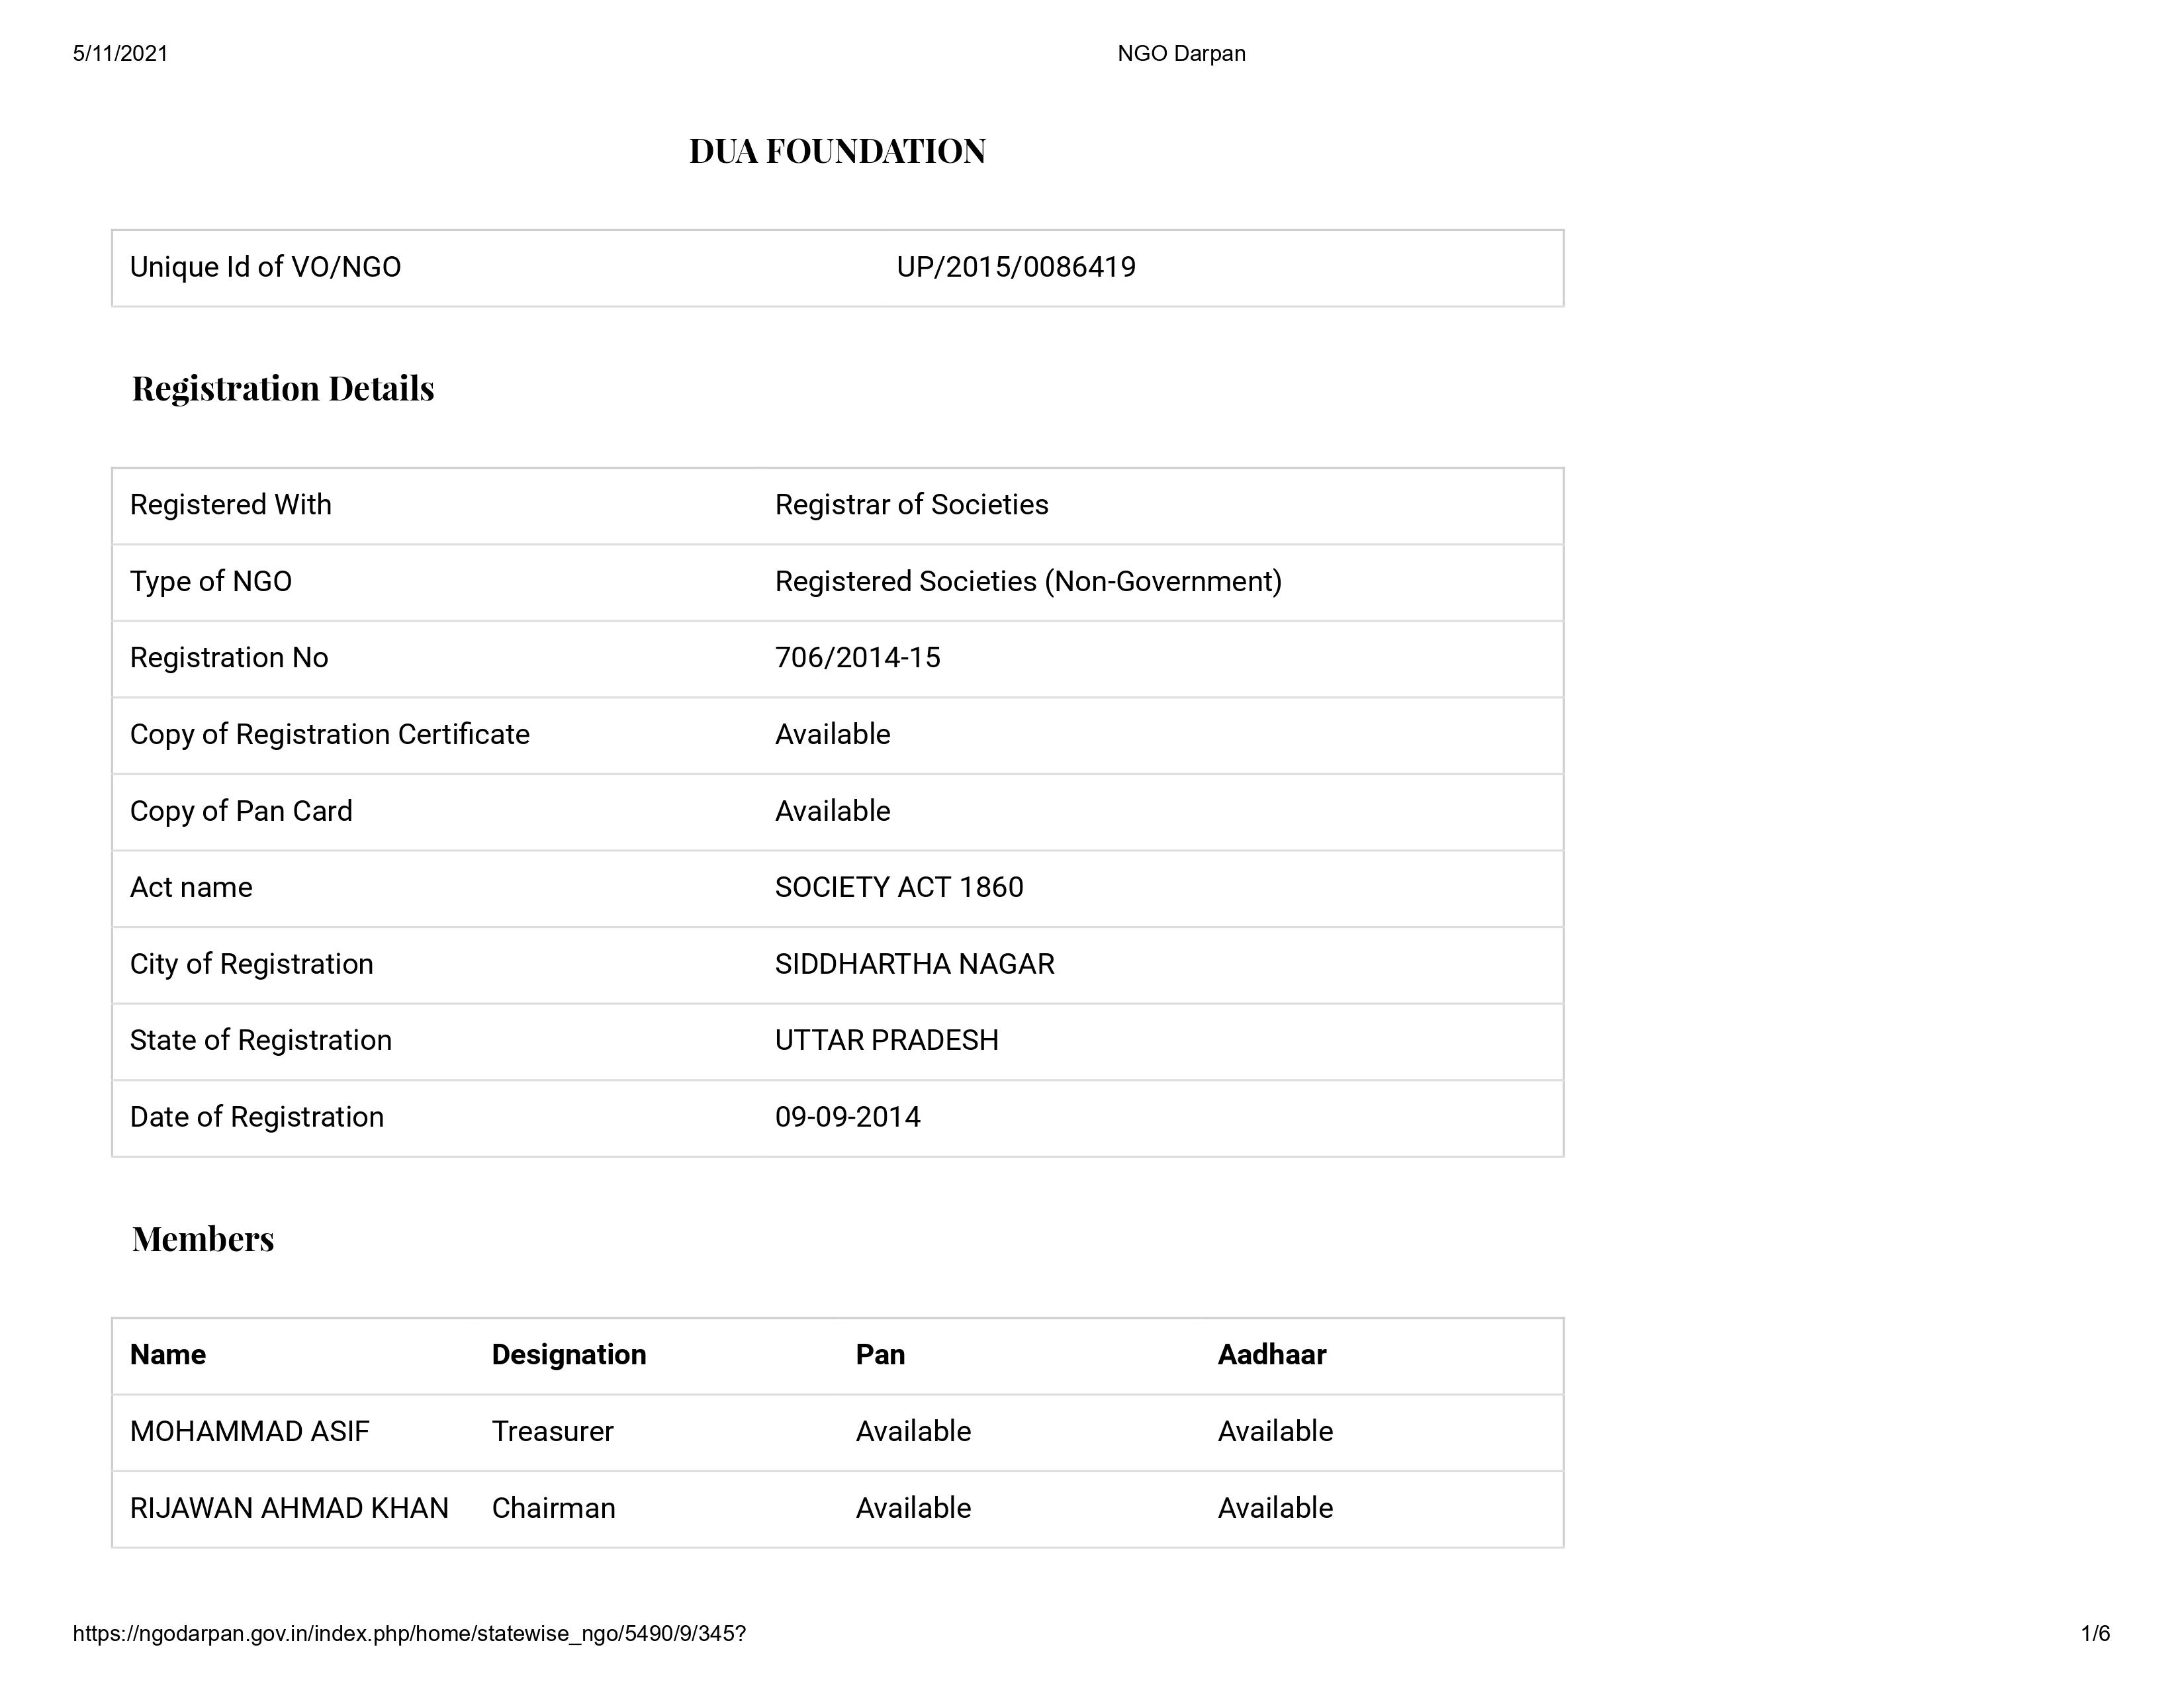 5/11/2021 NGO Darpan
DUA FOUNDATION
Unique Id of VO/NGO UP/2015/0086419
Registration Details
Registered With Registrar of Societies
Type of NGO Registered Societies (Non-Government)
Registration No 706/2014-15
Copy of Registration Certificate Available
Copy of Pan Card Available
Act name SOCIETY ACT 1860
City of Registration SIDDHARTHA NAGAR
State of Registration UTTAR PRADESH
Date of Registration 09-09-2014
Members
Name Designation Pan Aadhaar
MOHAMMAD ASIF Treasurer Available Available
RIJAWAN AHMAD KHAN Chairman Available Available
https://ngodarpan.gov.in/index.php/home/statewise_ngo/5490/9/345? 1/6